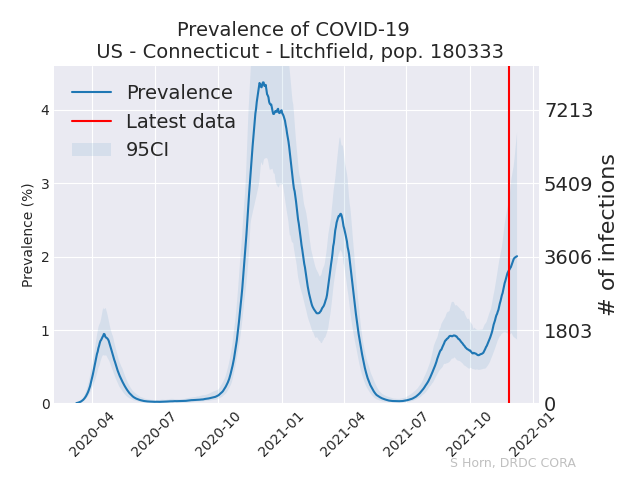 Prevalence of COVID-19
US - Connecticut - Litchfield, pop. 180333
Prevalence
Latest data
95CI
Prevalence (%)
4
3
2
1
0
7213
5409
3606
1803
0
# of infections
2020-04
2020-07
2020-10
2021-01
2021-04
2021-07
2021-10
2022-01
S Horn, DRDC CORA